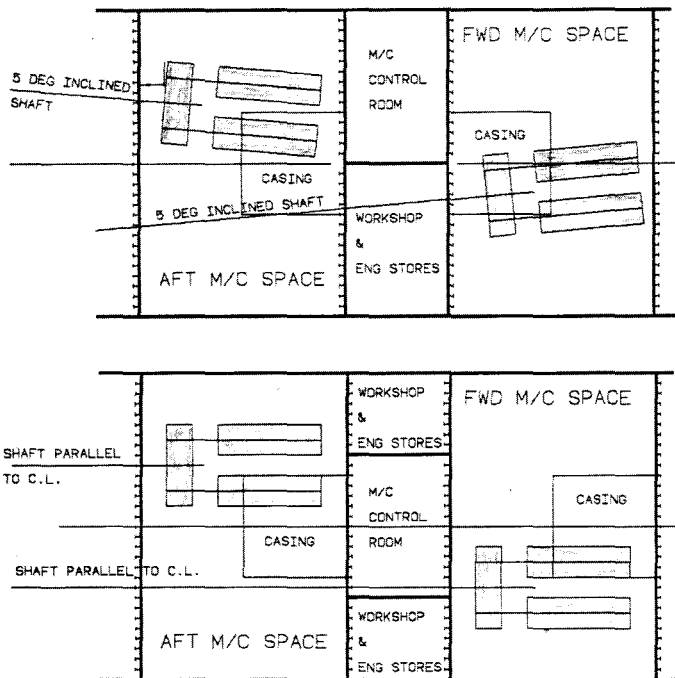 FWD M/C SPACE
M/C
CONTROL
ROOM
5 DEG INCLINED
SHAFT
CASING
CASING
5 DEG INCLINED SHAFT
WORKSHOP
&
ENG STORES
AFT M/C SPACE
WORKSHOP
&
ENG STORES
FWD M/C SPACE
SHAFT PARALLEL
TO C.L.
M/C
CONTROL
ROOM
CASING
CASING
SHAFT PARALLEL TO C.L.
WORKSHOP
&
ENG STORES
AFT M/C SPACE